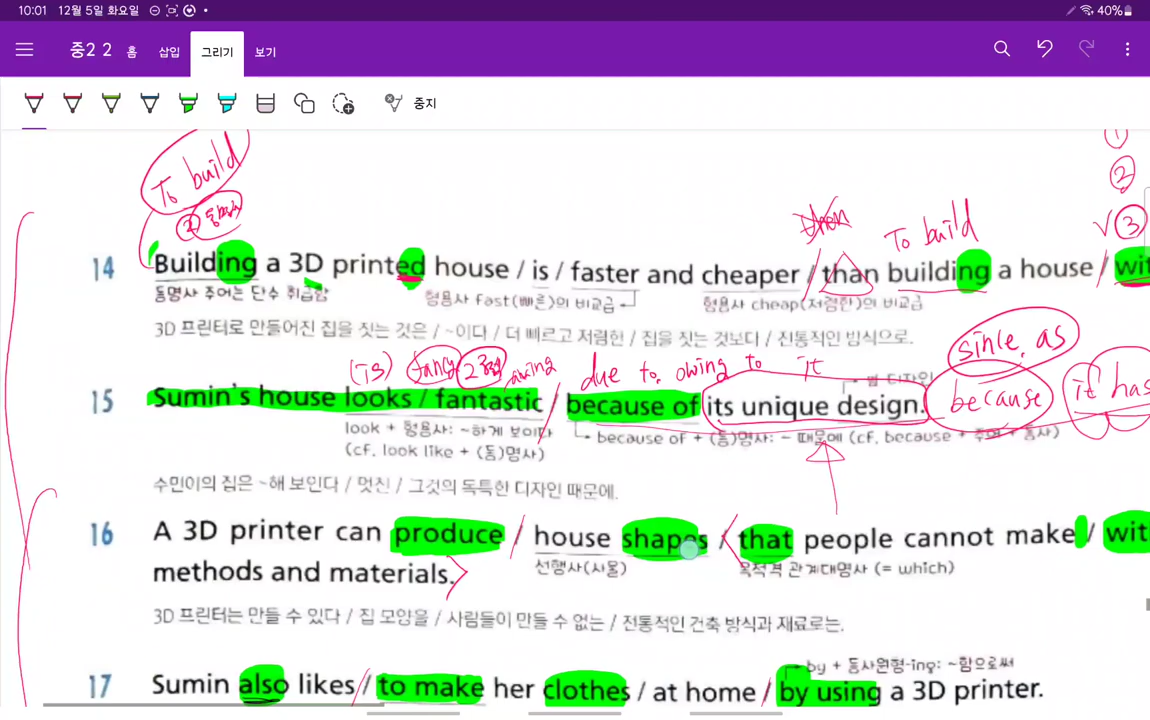 10:01 12월 5일 화요일 40%
중2 2 홈 삽입 그리기 보기
중지
To build
① 
②
③
then
To build
14 Building a 3D printed house / is / faster and cheaper / than building a house / wit
동명사 주어는 단수 취급함 형용사 fast(빠른)의 비교급 형용사 cheap(저렴한)의 비교급
3D 프린터로 만들어진 집을 짓는 것은 / ~이다 / 더 빠르고 저렴한 / 집을 짓는 것보다 / 전통적인 방식으로.
since, as
(is) fancy owing due to, owing to it
because it has
15 Sumin's house looks / fantastic / because of its unique design.
look + 형용사: ~하게 보이다 because of + (동)명사: ~ 때문에 (cf. because + 주어 + 동사)
(cf. look like + (동)명사)
수민이의 집은 ~해 보인다 / 멋진 / 그것의 독특한 디자인 때문에.
16 A 3D printer can produce / house shapes / that people cannot make / wit
선행사(사물) 목적격 관계대명사 (= which)
methods and materials.
3D 프린터는 만들 수 있다 / 집 모양을 / 사람들이 만들 수 없는 / 전통적인 건축 방식과 재료로는.
by + 동사원형-ing: ~함으로써
17 Sumin also likes / to make her clothes / at home / by using a 3D printer.